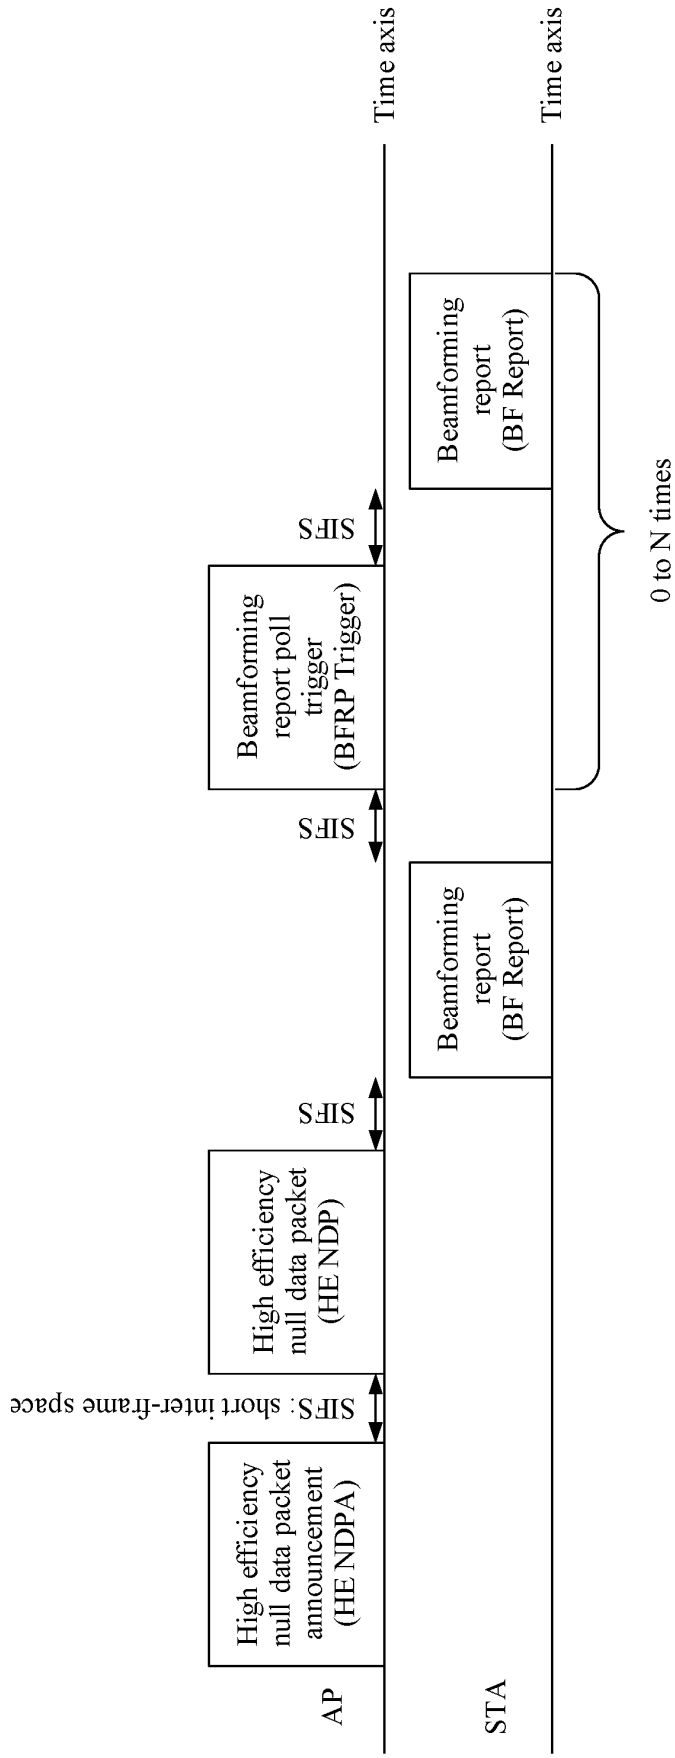 AP
High efficiency
null data packet
announcement
(HE NDPA)
SIFS: short inter-frame space
High efficiency
null data packet
(HE NDP)
SIFS
SIFS
Beamforming
report poll
trigger
(BFRP Trigger)
SIFS
Time axis
STA
Beamforming
report
(BF Report)
Beamforming
report
(BF Report)
Time axis
0 to N times